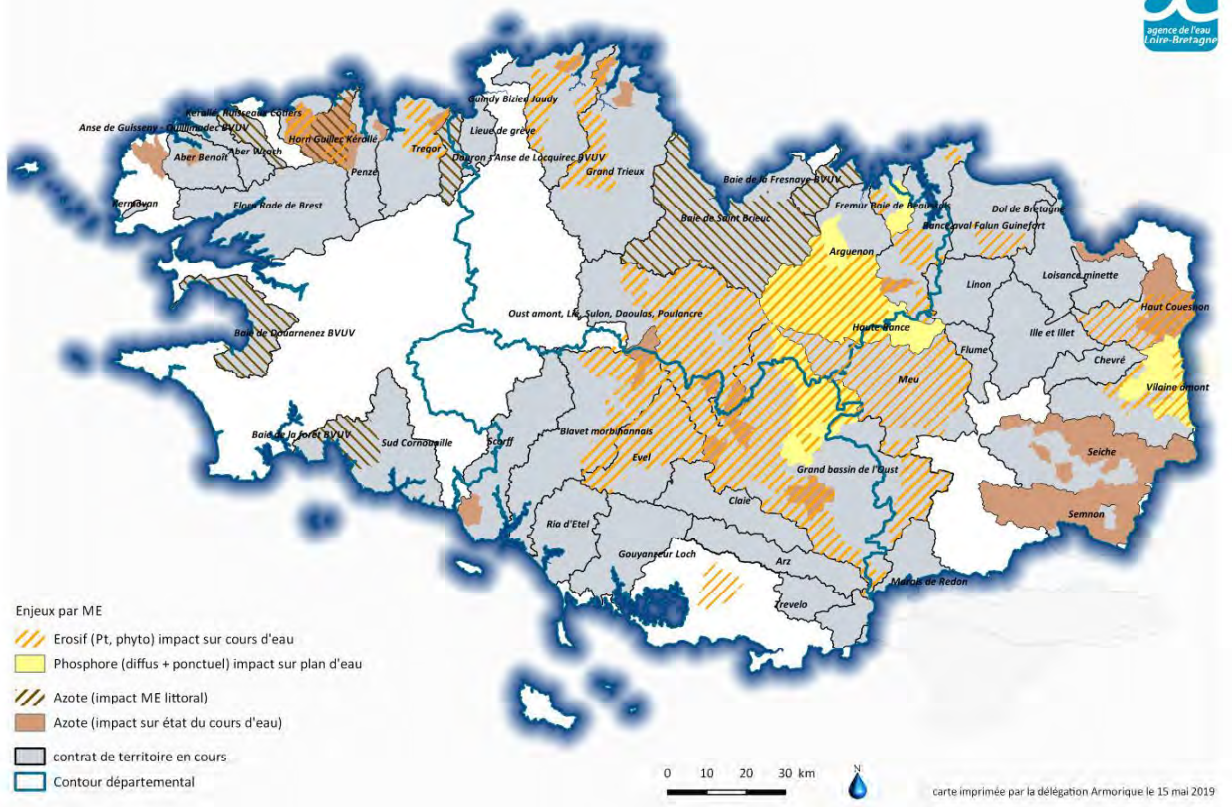 agence de l'eau
Loire-Bretagne
Anse de Guisseny - Quillimadec BVUV
Aber Benoît
Aber Wrach
Horn Guillec Kérallé
Penzé
Kermovan
Elorn Rade de Brest
Tregor
Guindy Bizien Jaudy
Lieue de grève
Douron
Anse de Locquirec BVUV
Grand Trieux
Baie de la Fresnaye BVUV
Baie de Saint Brieuc
Arguenon
Fremur Baie de Beaussais
Dol de Bretagne
Rance aval Falun Guinefort
Loisance minette
Linon
Haut Couesnon
Ille et Illet
Oust amont, Lié, Sulon, Daoulas, Poulancre
Haute Rance
Flume
Chevré
Baie de Douarnenez BVUV
Meu
Vilaine amont
Baie de la forêt BVUV
Sud Cornouaille
Scorff
Blavet morbihannais
Evel
Seiche
Grand bassin de l'Oust
Claie
Semnon
Ria d'Etel
Gouyanzeur Loch
Arz
Marais de Redon
Trevelo
Enjeux par ME
Erosif (Pt, phyto) impact sur cours d'eau
Phosphore (diffus + ponctuel) impact sur plan d'eau
Azote (impact ME littoral)
Azote (impact sur état du cours d'eau)
contrat de territoire en cours
Contour départemental
0 10 20 30 km
N
carte imprimée par la délégation Armorique le 15 mai 2019